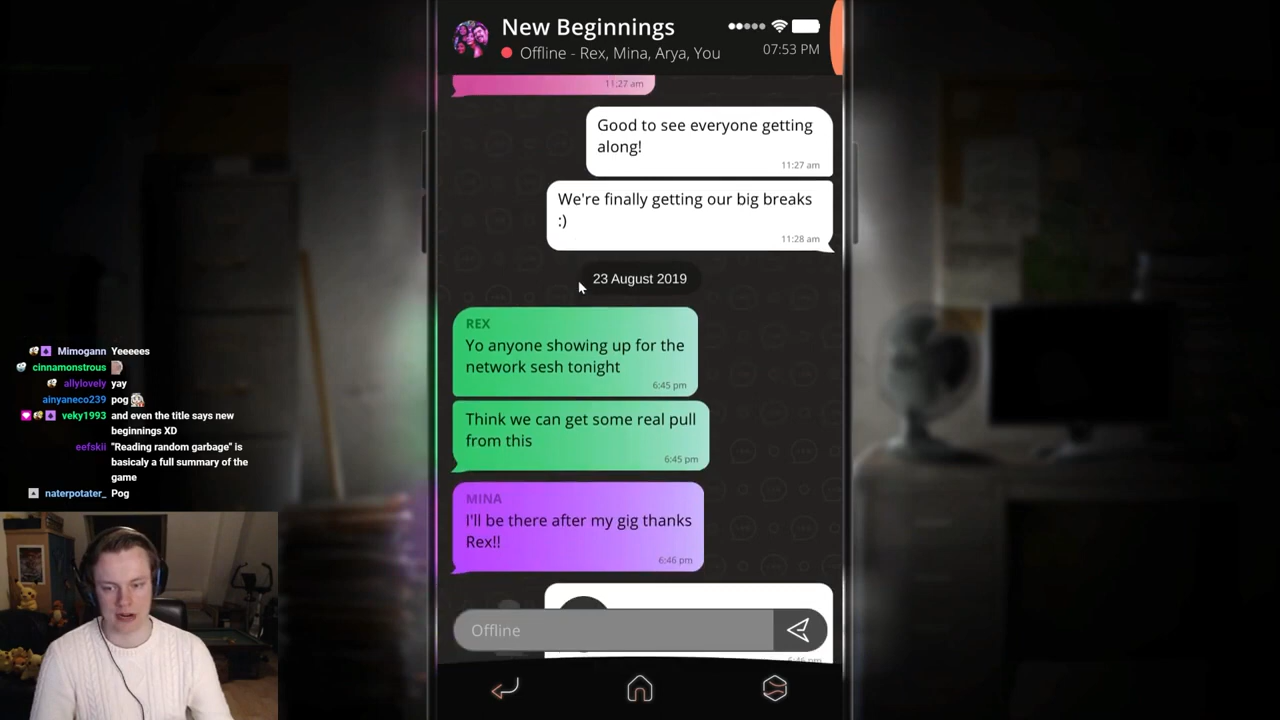 New Beginnings
Offline - Rex, Mina, Arya, You
07:53 PM
11:27 am
Good to see everyone getting
along!
11:27 am
We're finally getting our big breaks
:)
11:28 am
23 August 2019
REX
Yo anyone showing up for the
network sesh tonight
6:45 pm
Think we can get some real pull
from this
6:45 pm
MINA
I'll be there after my gig thanks
Rex!!
6:46 pm
6:46 pm
Offline
Mimogann Yeeeees
cinnamonstrous
allylovely yay
ainyaneco239 pog
veky1993 and even the title says new
beginnings XD
eefskii "Reading random garbage" is
basicaly a full summary of the
game
naterpotater_ Pog